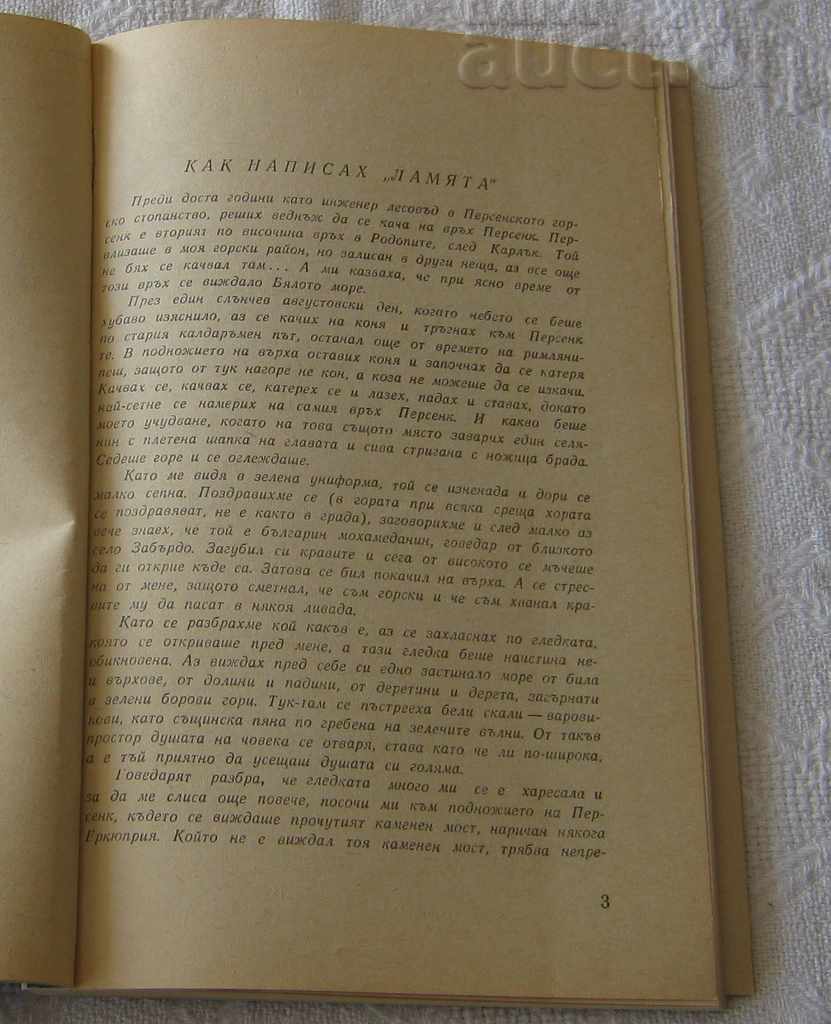 auction
КАК НАПИСАХ „ЛАМЯТА"
Преди доста години като инженер лесовъд в Персенското гор-
ско стопанство, реших веднъж да се кача на връх Персенк. Пер-
сенк е вторият по височина връх в Родопите, след Карлък. Той
влизаше в моя горски район, но залисан в други неща, аз все още
не бях се качвал там... А ми казваха, че при ясно време от
този връх се виждало Бялото море.
През един слънчев августовски ден, когато небето се беше
хубаво изяснило, аз се качих на коня и тръгнах към Персенк
по стария калдаръмен път, останал още от времето на римляни-
те. В подножието на върха оставих коня и започнах да се катеря
пеш, защото от тук нагоре не кон, а коза не можеше да се изкачи.
Качвах се, качвах се, катерех се и лазех, падах и ставах, докато
най-сетне се намерих на самия връх Персенк. И какво беше
моето учудване, когато на това същото място заварих един селя-
нин с плетена шапка на главата и сива стригана с ножица брада.
Седеше горе и се оглеждаше.
Като ме видя в зелена униформа, той се изненада и дори се
малко сепна. Поздравихме се (в гората при всяка среща хората
се поздравяват, не е както в града), заговорихме и след малко аз
вече знаех, че той е българин мохамеданин, говедар от близкото
село Забърдо. Загубил си кравите и сега от високото се мъчеше
да ги открие къде са. Затова се бил покачил на върха. А се стрес-
на от мене, защото сметнал, че съм горски и че съм хванал кра-
вите му да пасат в някоя ливада.
Като се разбрахме кой какъв е, аз се захласнах по гледката,
която се откриваше пред мене, а тази гледка беше наистина не-
обикновена. Аз виждах пред себе си едно застинало море от била
и върхове, от долини и падини, от деретини и дерета, загърнати
в зелени борови гори. Тук-там се пъстрееха бели скали — варови-
кови, като същинска пяна по гребена на зелените вълни. От такъв
простор душата на човека се отваря, става като че ли по-широка,
а е тъй приятно да усещаш душата си голяма.
Говедарят разбра, че гледката много ми се е харесала и
за да ме слиса още повече, посочи ми към подножието на Пер-
сенк, където се виждаше прочутият каменен мост, наричан някога
Еркюприя. Който не е виждал тоя каменен мост, трябва непре-
3